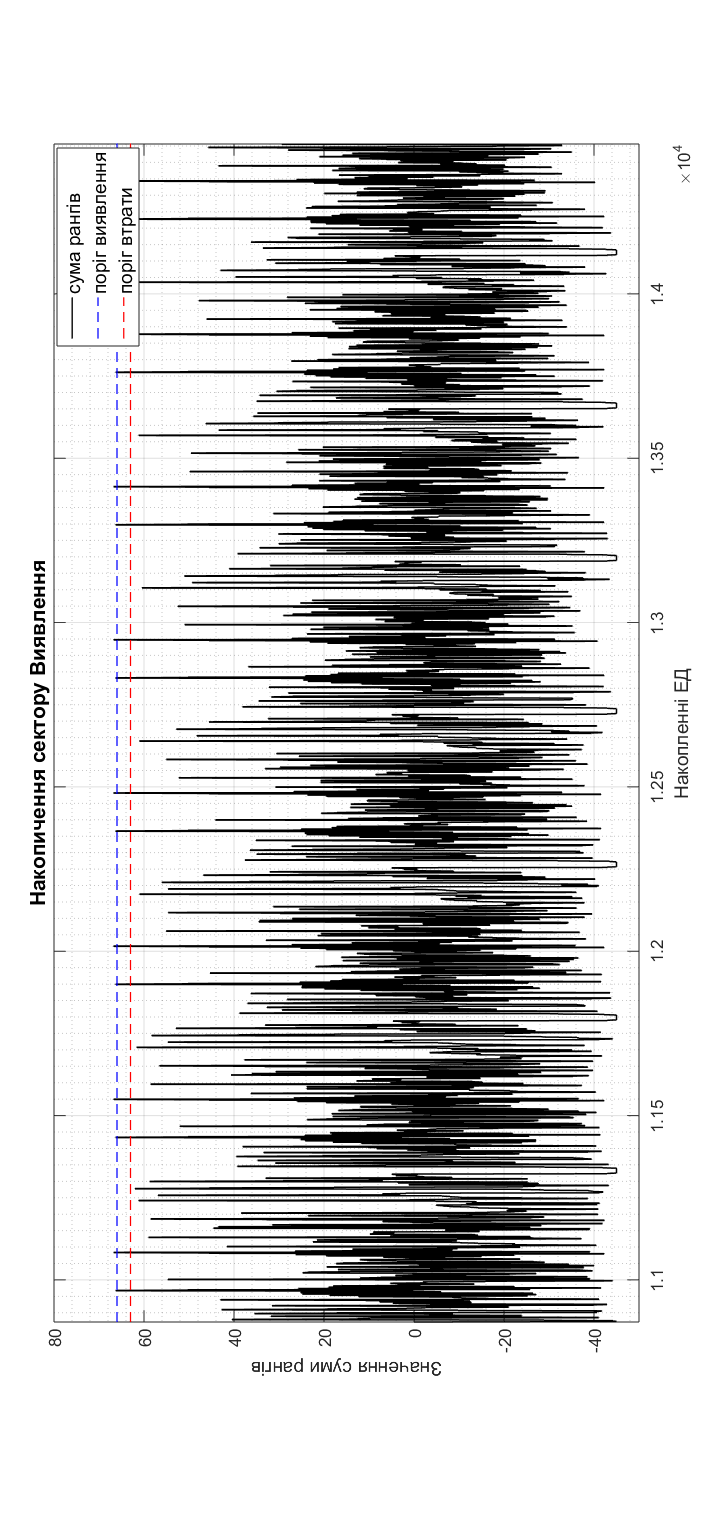 Накопичення сектору Виявлення
сума рангів
поріг виявлення
поріг втрати
Значення суми рангів
80
60
40
20
0
-20
-40
1.1
1.15
1.2
1.25
1.3
1.35
1.4
× 10⁴
Накопленні ЕД